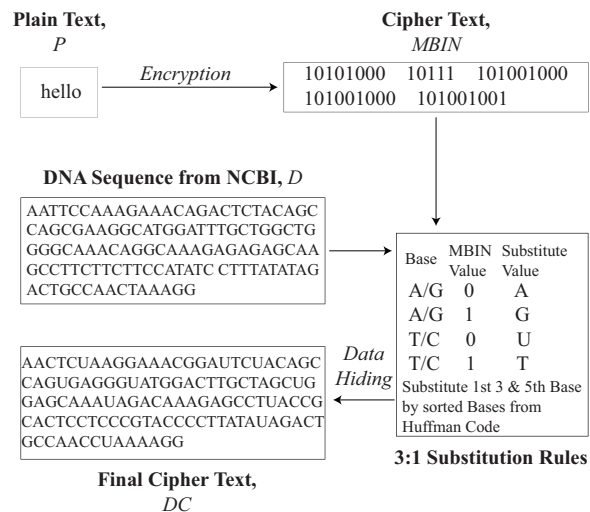 Plain Text,
P
Cipher Text,
MBIN
hello
Encryption
10101000 10111 101001000
101001000 101001001
DNA Sequence from NCBI, D
AATTCCAAAGAAACAGACTCTACAGC
CAGCGAAGGCATGGATTTGCTGGCTG
GGGCAAACAGGCAAAGAGAGAGCAA
GCCTTCTTCTTCCATATC CTTTATATAG
ACTGCCAACTAAAGG
Base MBIN Value Substitute Value
A/G 0 A
A/G 1 G
T/C 0 U
T/C 1 T
Substitute 1st 3 & 5th Base
by sorted Bases from
Huffman Code
3:1 Substitution Rules
Data
Hiding
AACTCUAAGGAAACGGAUTCUACAGC
CAGUGAGGGUATGGACTTGCTAGCUG
GAGCAAAUAGACAAAGAGCCTUACCG
CACTCCTCCCGTACCCCTTATAUAGACT
GCCAACCUAAAAGG
Final Cipher Text,
DC